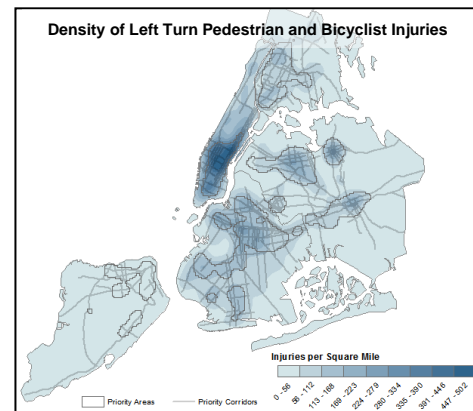 Density of Left Turn Pedestrian and Bicyclist Injuries
Injuries per Square Mile
0 - 56
56 - 112
113 - 168
169 - 223
224 - 279
280 - 334
335 - 390
391 - 446
447 - 502
Priority Areas
Priority Corridors